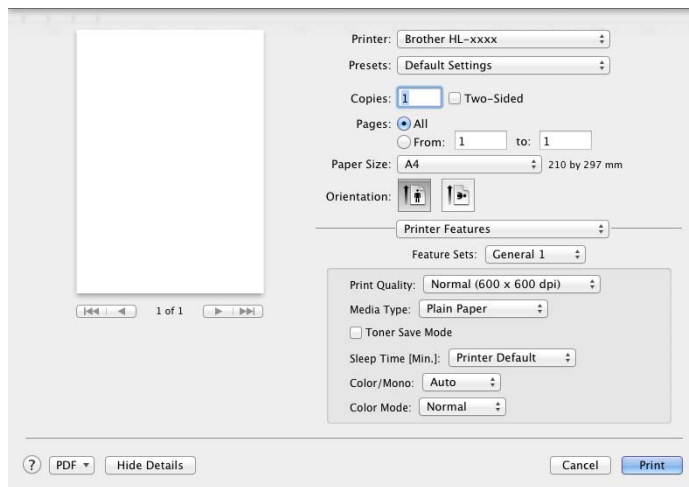 Printer: Brother HL-xxxx
Presets: Default Settings
Copies: 1 Two-Sided
Pages: All
From: 1 to: 1
Paper Size: A4 210 by 297 mm
Orientation:
Printer Features
Feature Sets: General 1
Print Quality: Normal (600 x 600 dpi)
Media Type: Plain Paper
Toner Save Mode
Sleep Time [Min.]: Printer Default
Color/Mono: Auto
Color Mode: Normal
1 of 1
? PDF Hide Details Cancel Print